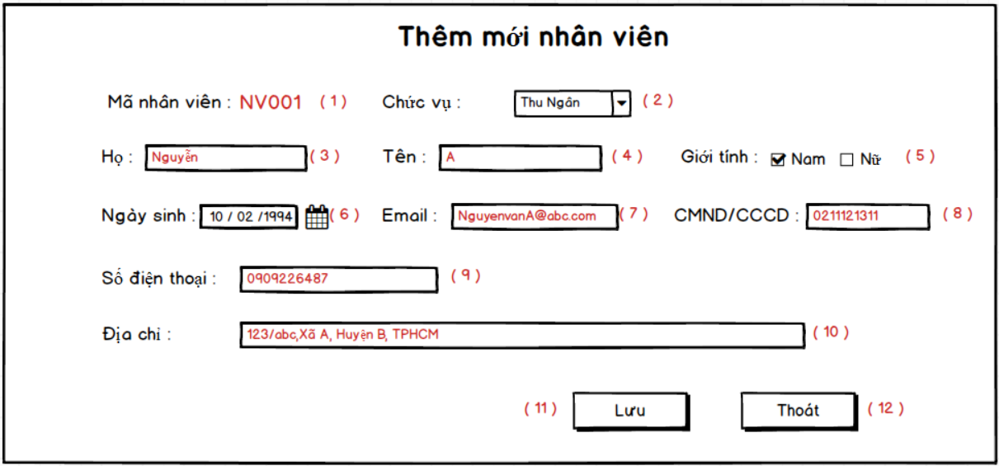 Thêm mới nhân viên
Mã nhân viên : NV001 ( 1 ) Chức vụ : Thu Ngân ( 2 )
Họ : Nguyễn ( 3 ) Tên : A ( 4 ) Giới tính : Nam Nữ ( 5 )
Ngày sinh : 10 / 02 /1994 ( 6 ) Email : NguyenvanA@abc.com ( 7 ) CMND/CCCD : 0211121311 ( 8 )
Số điện thoại : 0909226487 ( 9 )
Địa chỉ : 123/abc,Xã A, Huyện B, TPHCM ( 10 )
( 11 ) Lưu Thoát ( 12 )